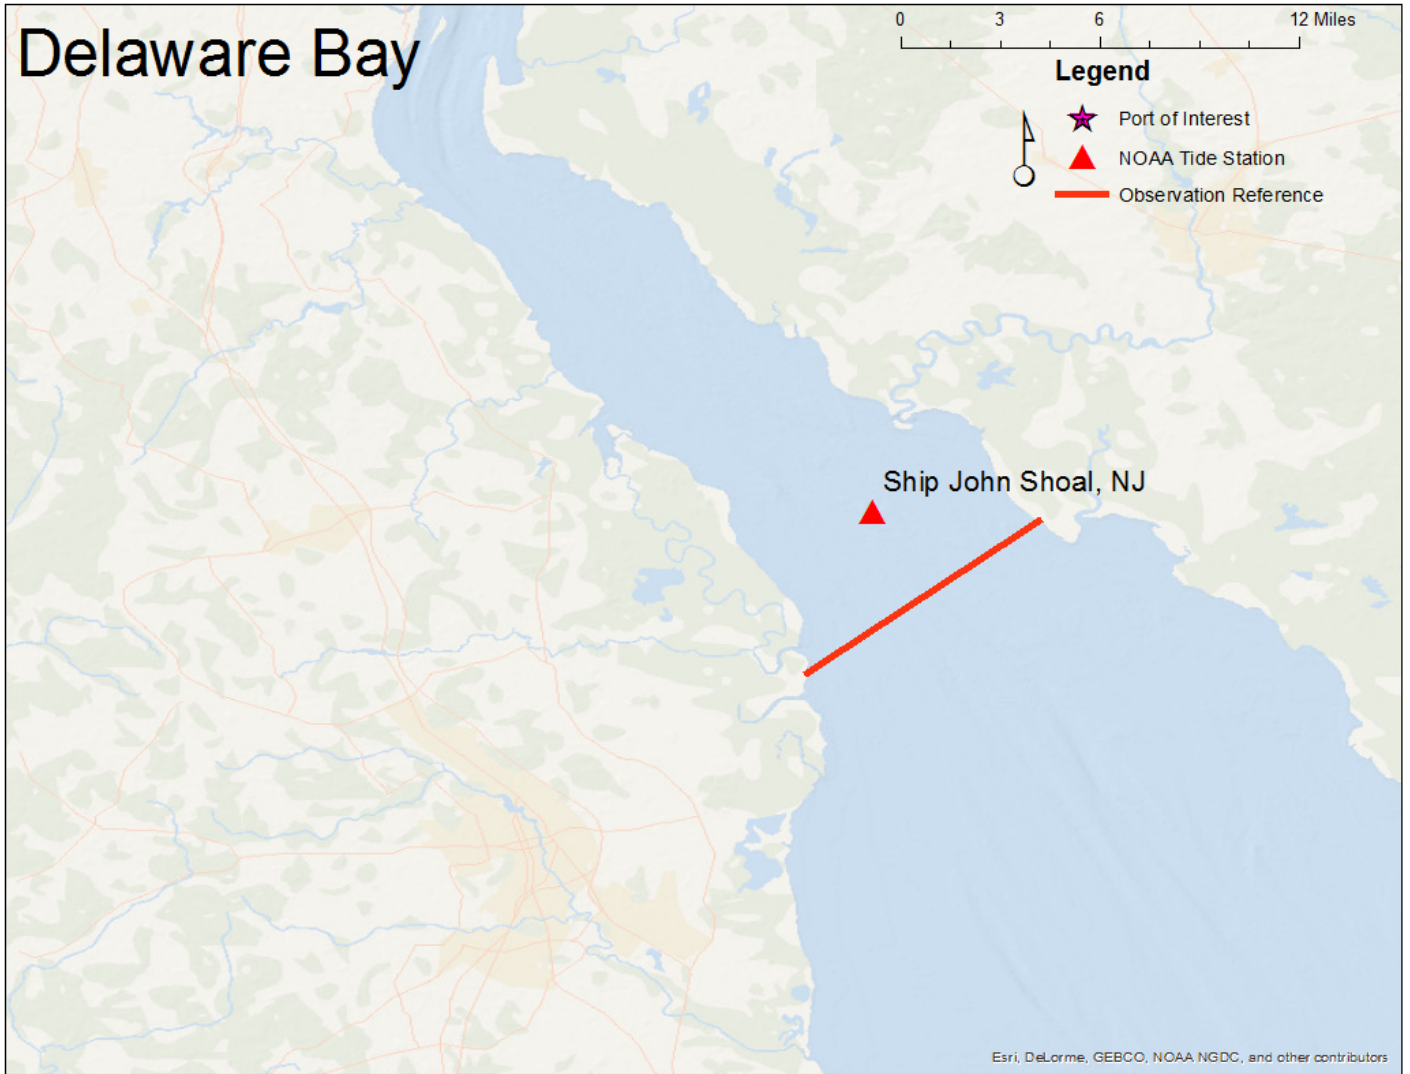 Delaware Bay
0 3 6 12 Miles
Legend
Port of Interest
NOAA Tide Station
Observation Reference
Ship John Shoal, NJ
Esri, DeLorme, GEBCO, NOAA NGDC, and other contributors